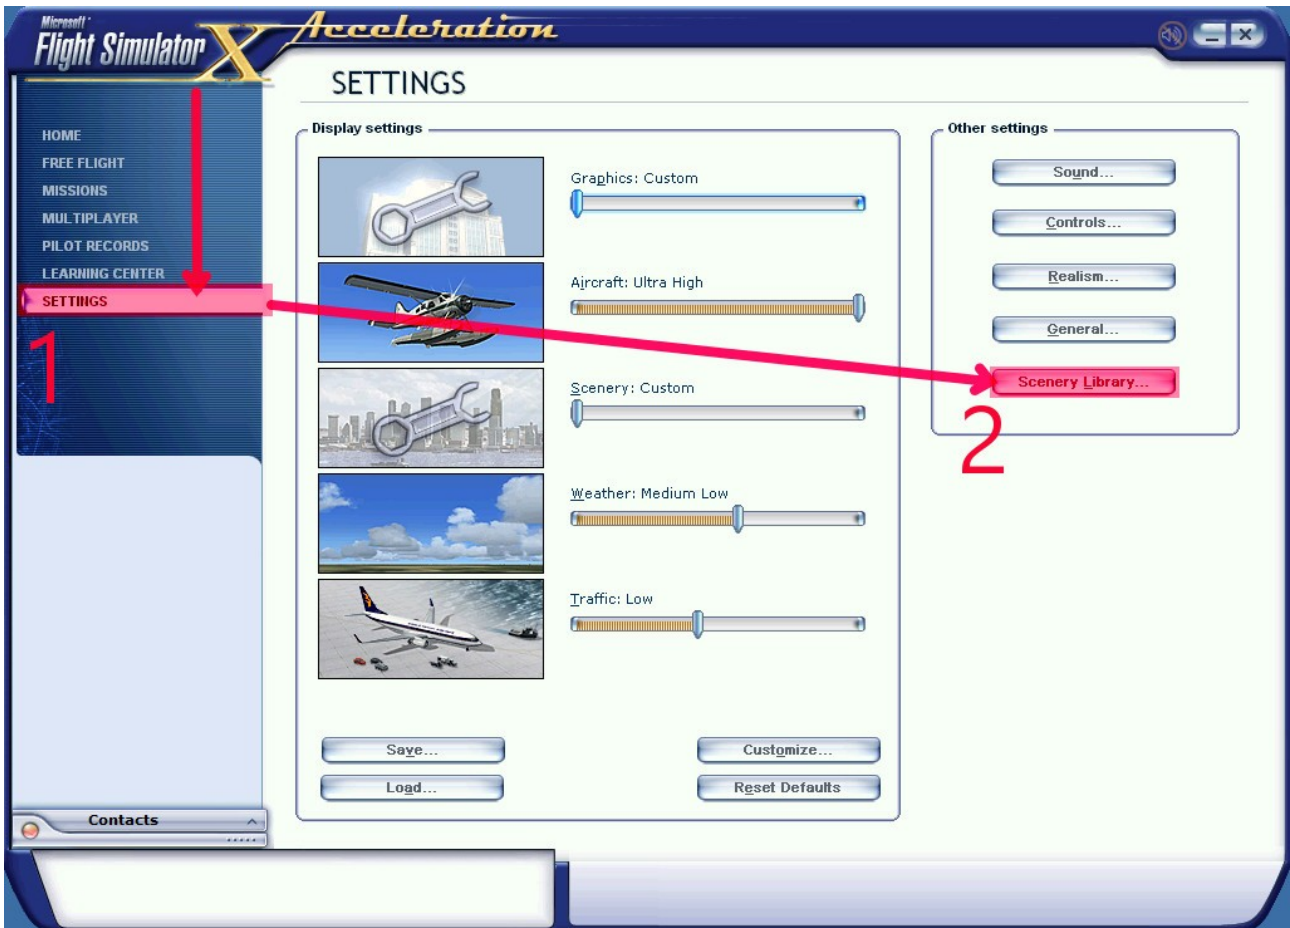 Microsoft
Flight Simulator X
Acceleration
SETTINGS
HOME
FREE FLIGHT
MISSIONS
MULTIPLAYER
PILOT RECORDS
LEARNING CENTER
SETTINGS
1
Display settings
Graphics: Custom
Aircraft: Ultra High
Scenery: Custom
Weather: Medium Low
Traffic: Low
Save...
Customize...
Load...
Reset Defaults
Other settings
Sound...
Controls...
Realism...
General...
Scenery Library...
2
Contacts